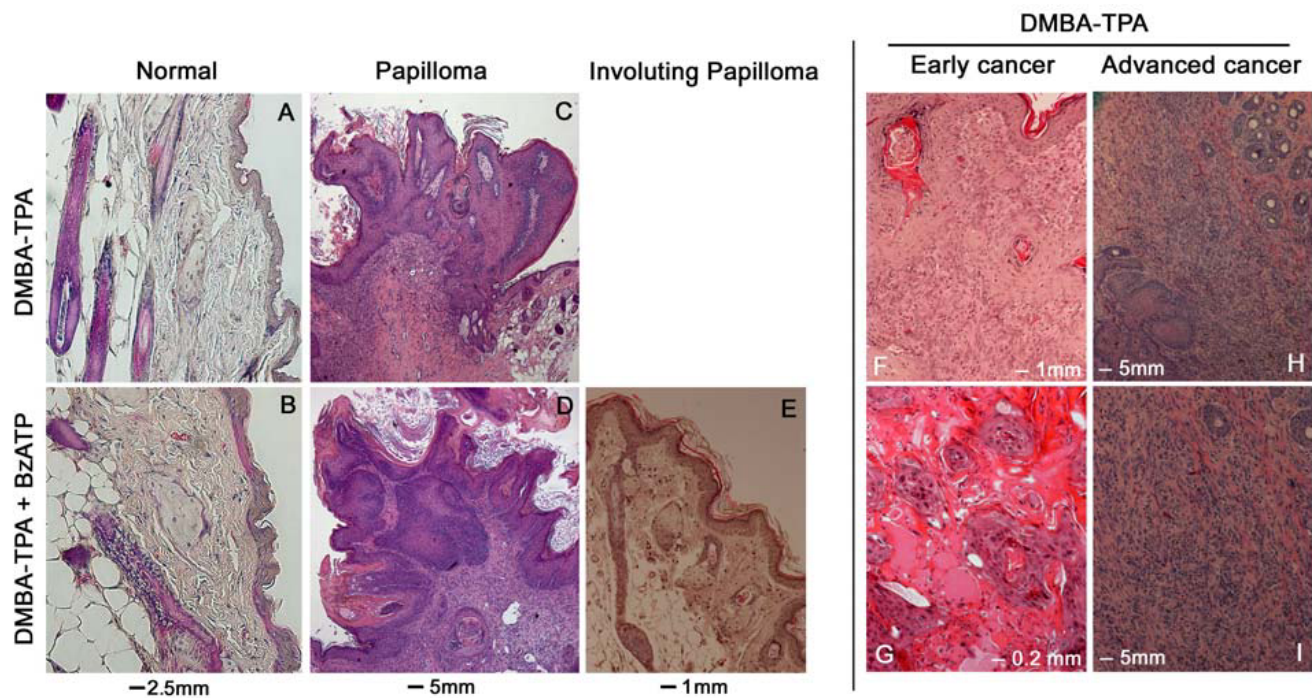 DMBA-TPA
Normal
Papilloma
Involuting Papilloma
Early cancer
Advanced cancer
DMBA-TPA
A
C
F
1mm
5mm
H
DMBA-TPA + BzATP
B
D
E
G
0.2 mm
5mm
I
2.5mm
5mm
1mm